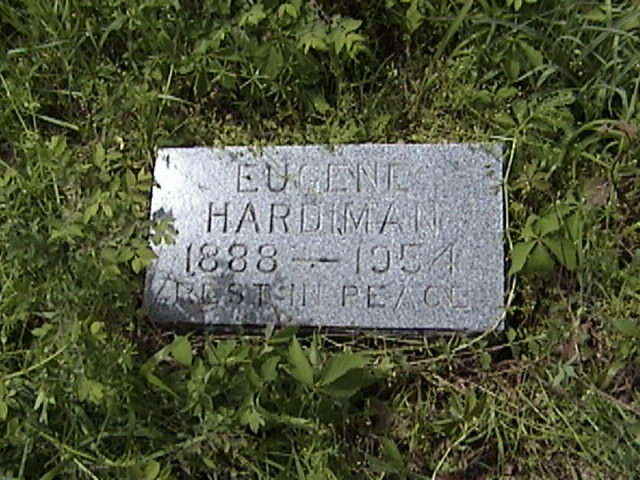 EUGENE
HARDIMAN
1888 — 1954
REST IN PEACE